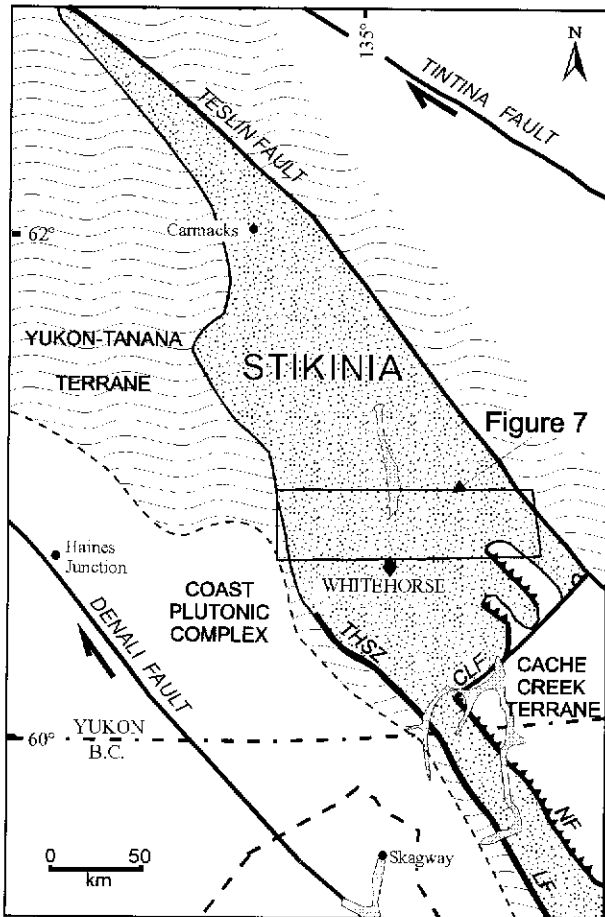 135°
N
TINTINA FAULT
TESLIN FAULT
Carmacks
62°
YUKON-TANANA
TERRANE
STIKINIA
Figure 7
Haines
Junction
WHITEHORSE
COAST
PLUTONIC
COMPLEX
DENALI FAULT
THSZ
CLF
CACHE
CREEK
TERRANE
60°
YUKON
B.C.
NF
0 50
km
Skagway
LF